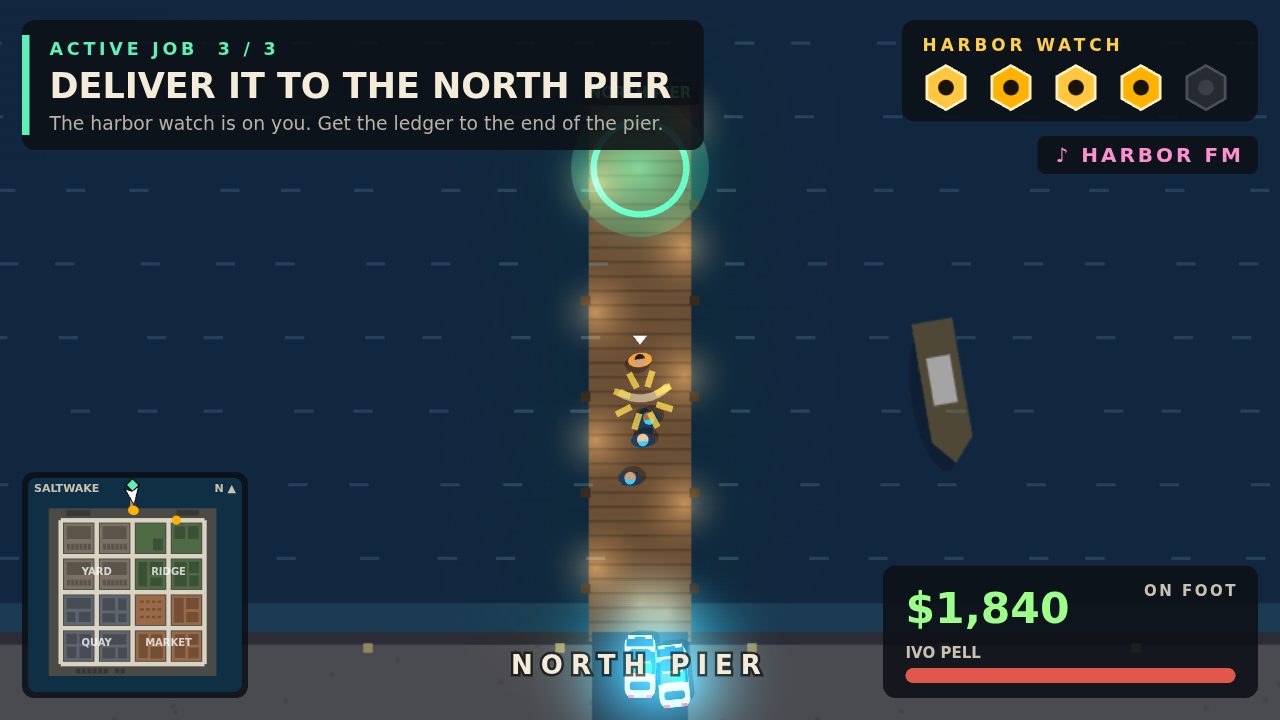 ACTIVE JOB 3 / 3
DELIVER IT TO THE NORTH PIER
The harbor watch is on you. Get the ledger to the end of the pier.
HARBOR WATCH
♪ HARBOR FM
SALTWAKE
N ▲
YARD
RIDGE
QUAY
MARKET
NORTH PIER
$1,840
ON FOOT
IVO PELL